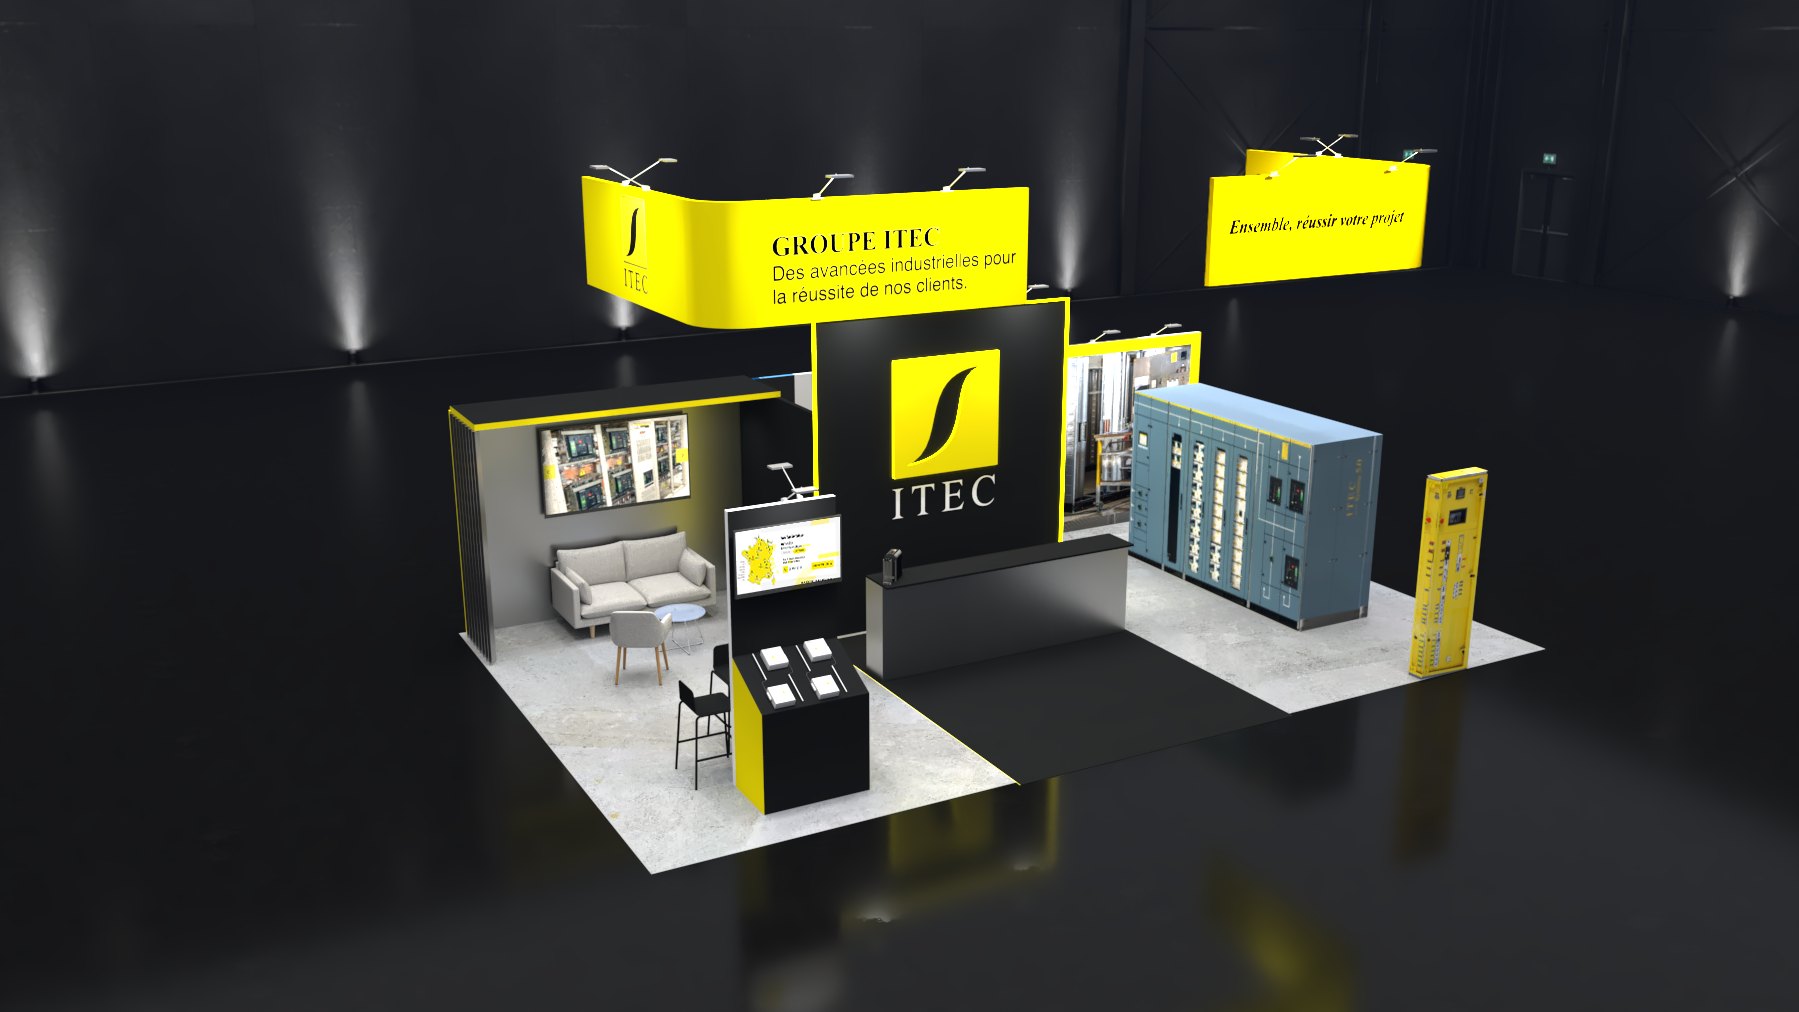 ITEC
GROUPE ITEC
Des avancées industrielles pour
la réussite de nos clients.
Ensemble, réussir votre projet
ITEC